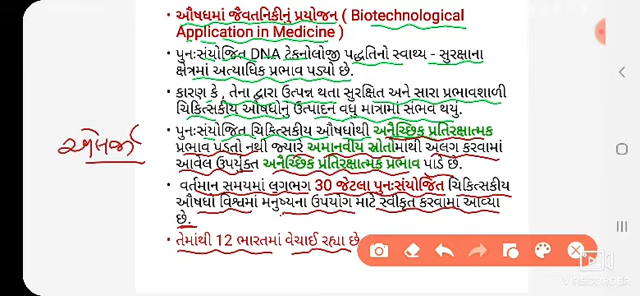 • ઔષધમાં જૈવતકનિકીનું પ્રયોજન ( Biotechnological
Application in Medicine )
• પુનઃસંયોજિત DNA ટેકનોલોજી પદ્ધતિનો સ્વાથ્ય - સુરક્ષાના
ક્ષેત્રમાં અત્યાધિક પ્રભાવ પડ્યો છે.
• કારણ કે , તેના દ્વારા ઉત્પન્ન થતા સુરક્ષિત અને સારા પ્રભાવશાળી
ચિકિત્સકીય ઔષધોનું ઉત્પાદન વધુ માત્રામાં સંભવ થયું.
• પુનઃસંયોજિત ચિકિત્સકીય ઔષધોથી અનૈચ્છિક પ્રતિરક્ષાત્મક
પ્રભાવ પડતો નથી જ્યારે અમાનવીય સ્રોતોમાંથી અલગ કરવામાં
આવેલ ઉપર્યુક્ત અનૈચ્છિક પ્રતિરક્ષાત્મક પ્રભાવ પાડે છે.
એલર્જી
• વર્તમાન સમયમાં લગભગ 30 જેટલા પુનઃસંયોજિત ચિકિત્સકીય
ઔષધો વિશ્વમાં મનુષ્યના ઉપયોગ માટે સ્વીકૃત કરવામાં આવ્યા
છે.
• તેમાંથી 12 ભારતમાં વેચાઈ રહ્યા છે